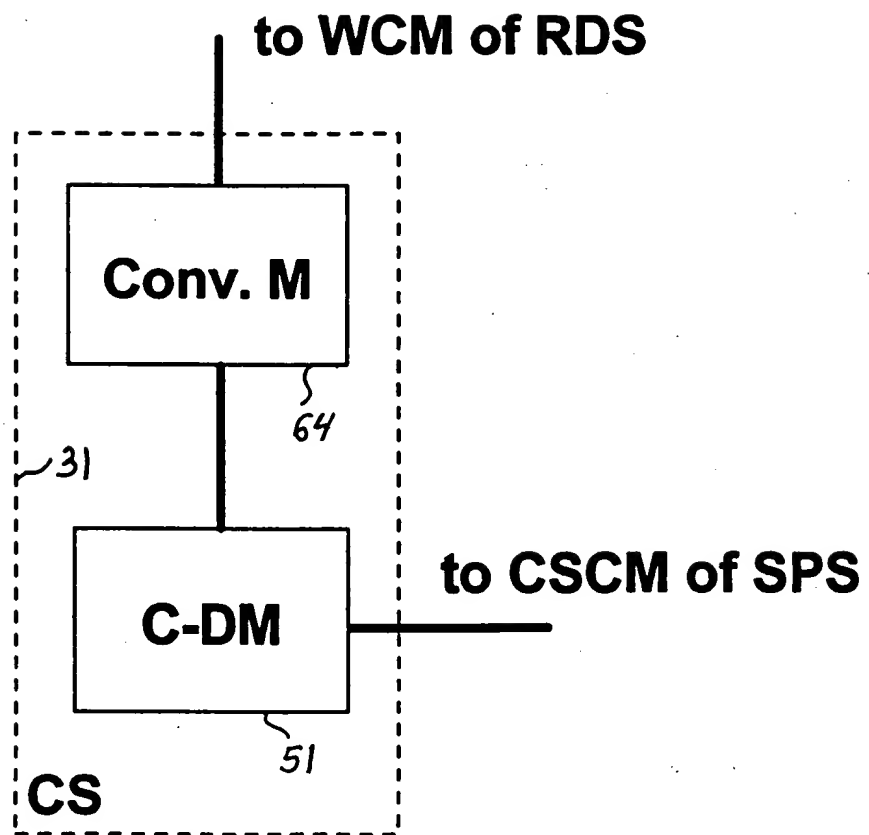 to WCM of RDS
Conv. M
64
31
to CSCM of SPS
C-DM
51
CS